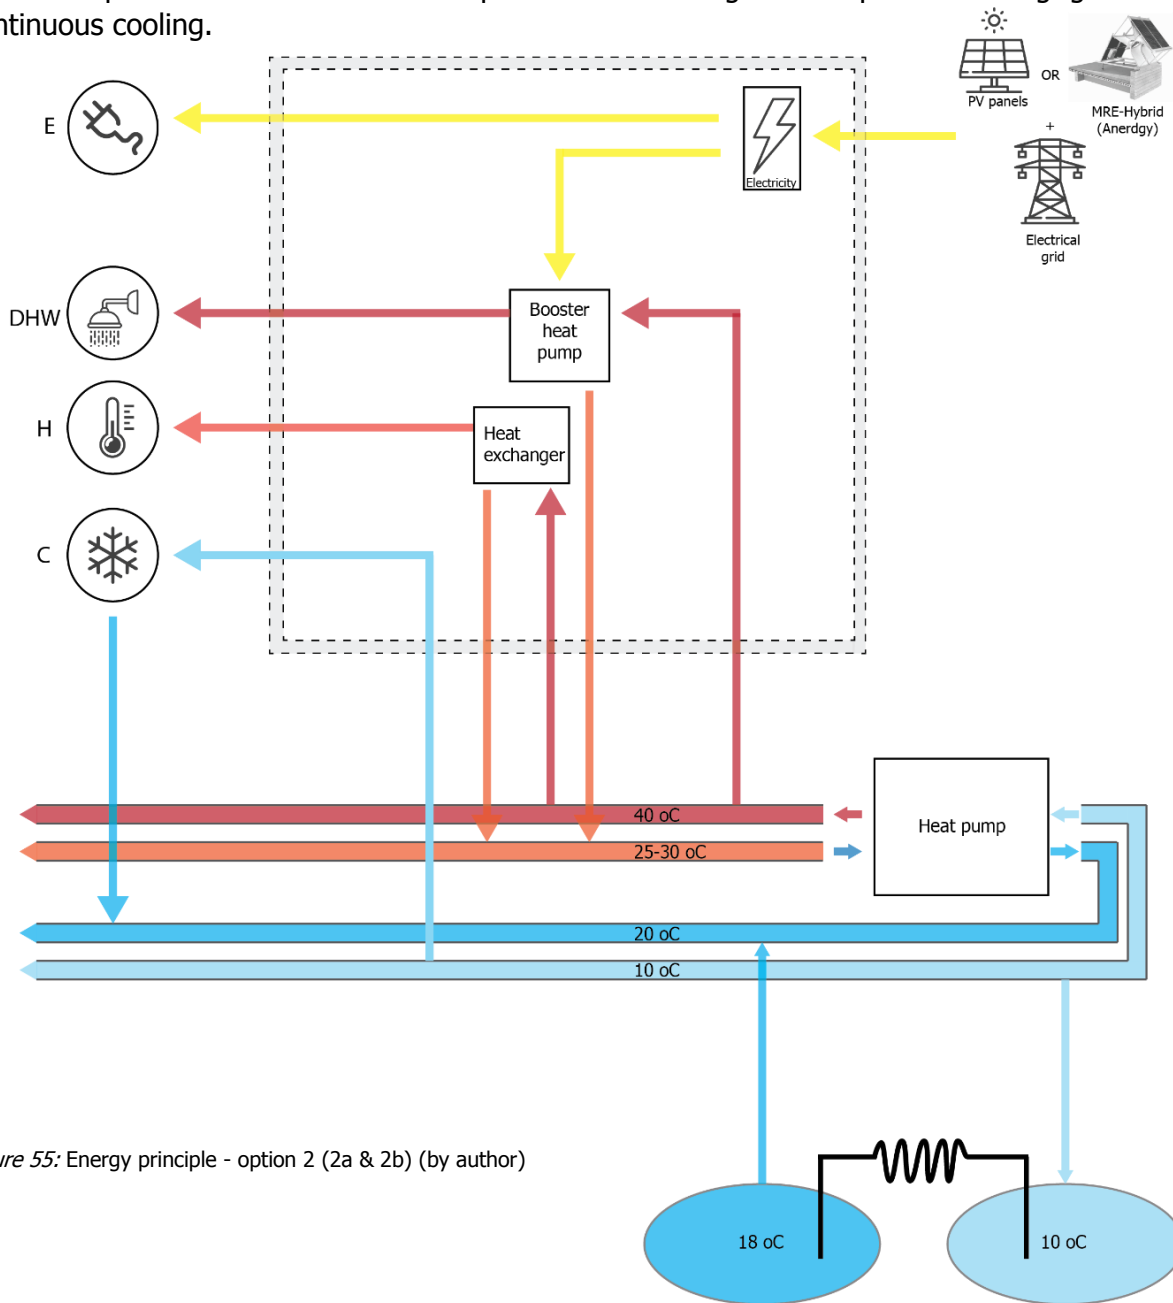 continuous cooling.
PV panels
OR
MRE-Hybrid
(Anerdgy)
+
Electrical
grid
E
Electricity
DHW
Booster
heat
pump
H
Heat
exchanger
C
40 oC
25-30 oC
Heat pump
20 oC
10 oC
55: Energy principle - option 2 (2a & 2b) (by author)
18 oC
10 oC